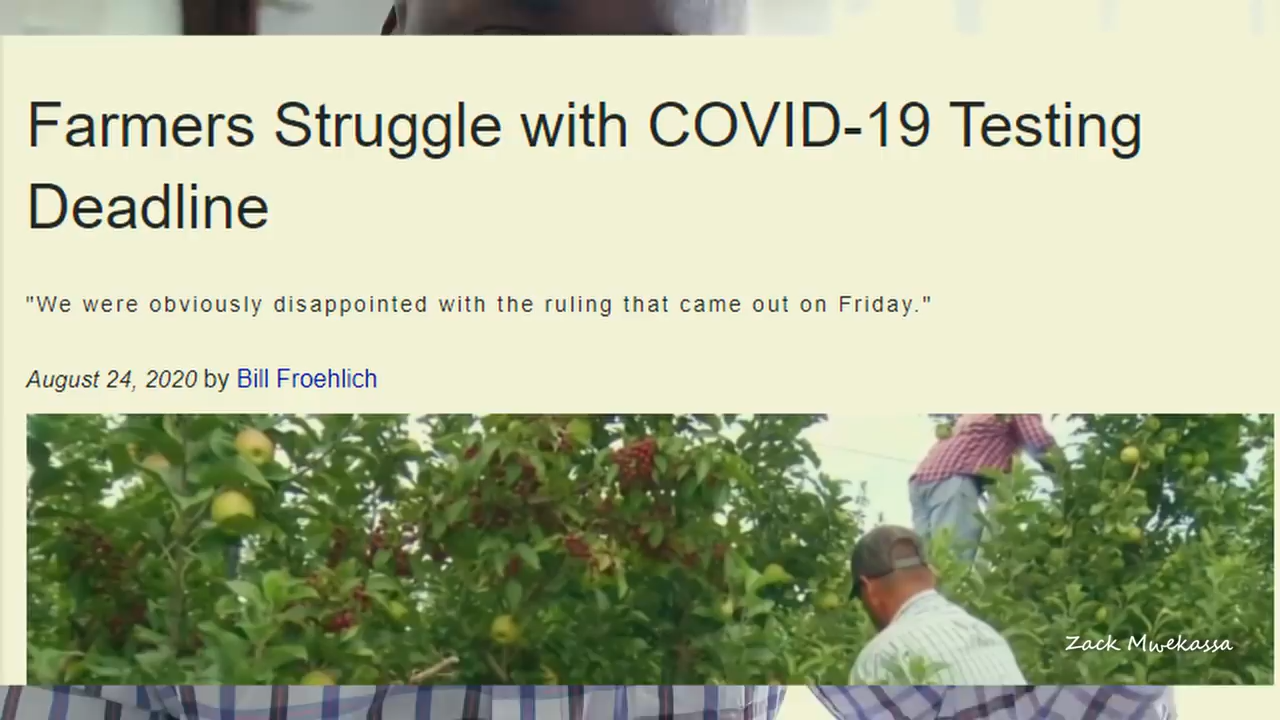 Farmers Struggle with COVID-19 Testing
Deadline
"We were obviously disappointed with the ruling that came out on Friday."
August 24, 2020 by Bill Froehlich
Zack Mwekassa